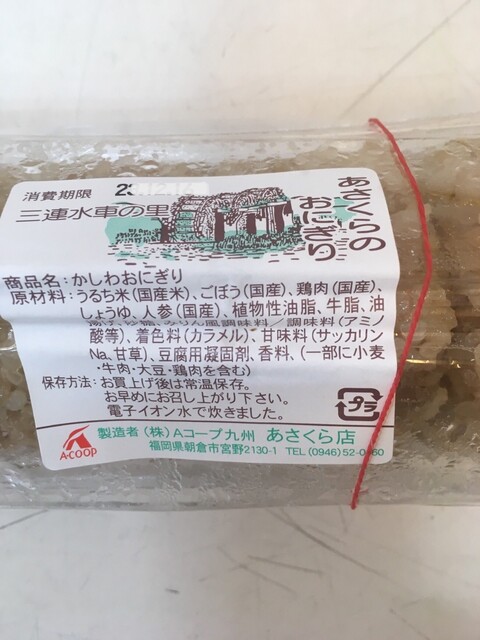 消費期限 23.12.16
三連水車の里
あさくらの
おにぎり
商品名：かしわおにぎり
原材料：うるち米(国産米)、ごぼう(国産)、鶏肉(国産)、
しょうゆ、人参(国産)、植物性油脂、牛脂、油
風調味料／調味料(アミノ
酸等)、着色料(カラメル)、甘味料(サッカリン
Na、甘草)、豆腐用凝固剤、香料、(一部に小麦
・牛肉・大豆・鶏肉を含む)
保存方法：お買上げ後は常温保存。
お早めにお召し上がり下さい。
電子イオン水で炊きました。
プラ
A·COOP
製造者 (株)Aコープ九州 あさくら店
福岡県朝倉市宮野2130-1 TEL(0946)52-0160